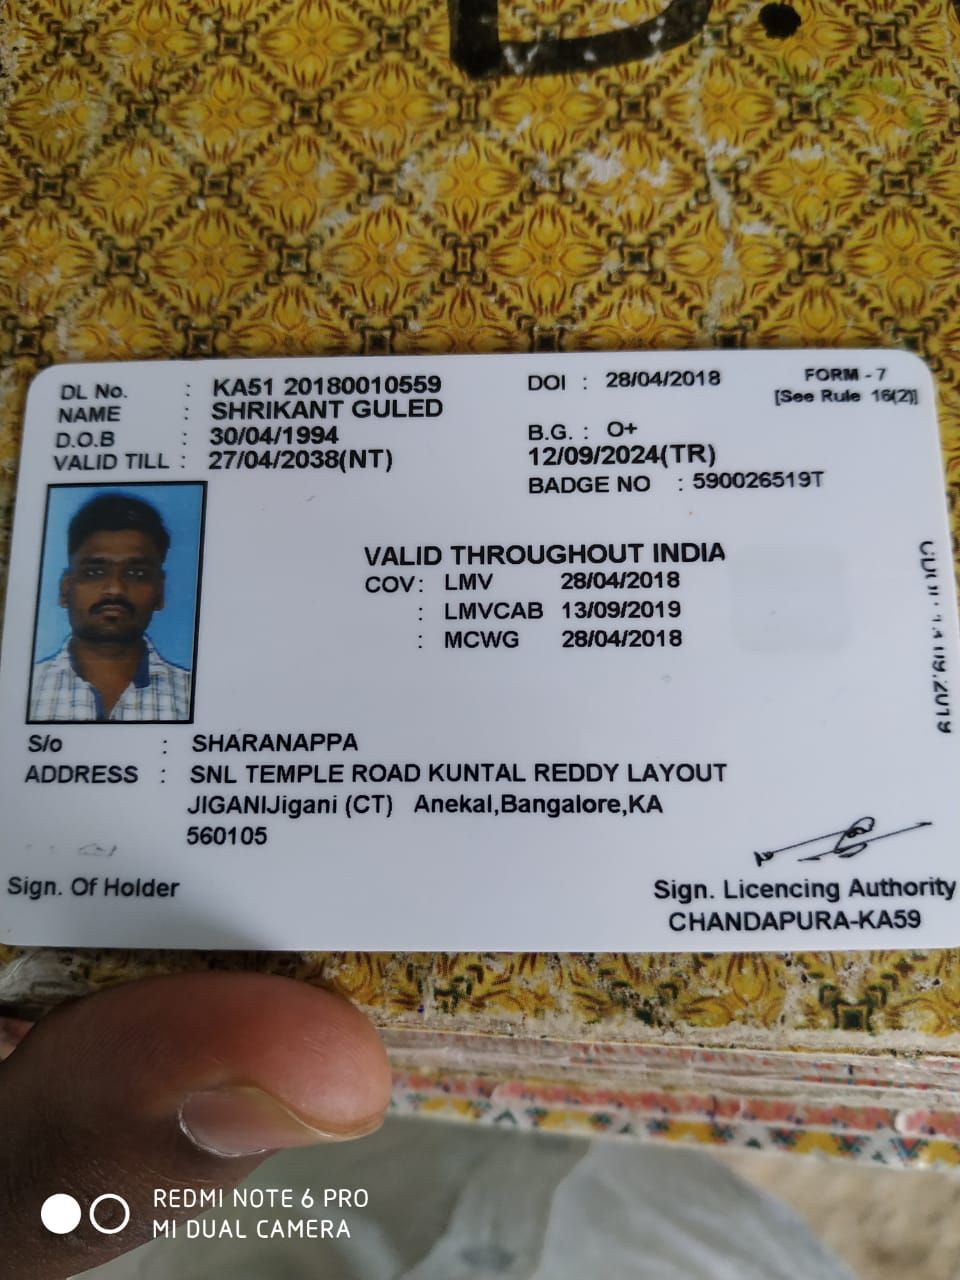 D.
DL No. : KA51 20180010559 DOI : 28/04/2018 FORM - 7
NAME : SHRIKANT GULED [See Rule 16(2)]
D.O.B : 30/04/1994 B.G. : O+
VALID TILL : 27/04/2038(NT) 12/09/2024(TR)
BADGE NO : 590026519T
VALID THROUGHOUT INDIA
COV : LMV 28/04/2018
: LMVCAB 13/09/2019
: MCWG 28/04/2018
S/o : SHARANAPPA
ADDRESS : SNL TEMPLE ROAD KUNTAL REDDY LAYOUT
JIGANIJigani (CT) Anekal,Bangalore,KA
560105
Sign. Of Holder
Sign. Licencing Authority
CHANDAPURA-KA59
REDMI NOTE 6 PRO
MI DUAL CAMERA